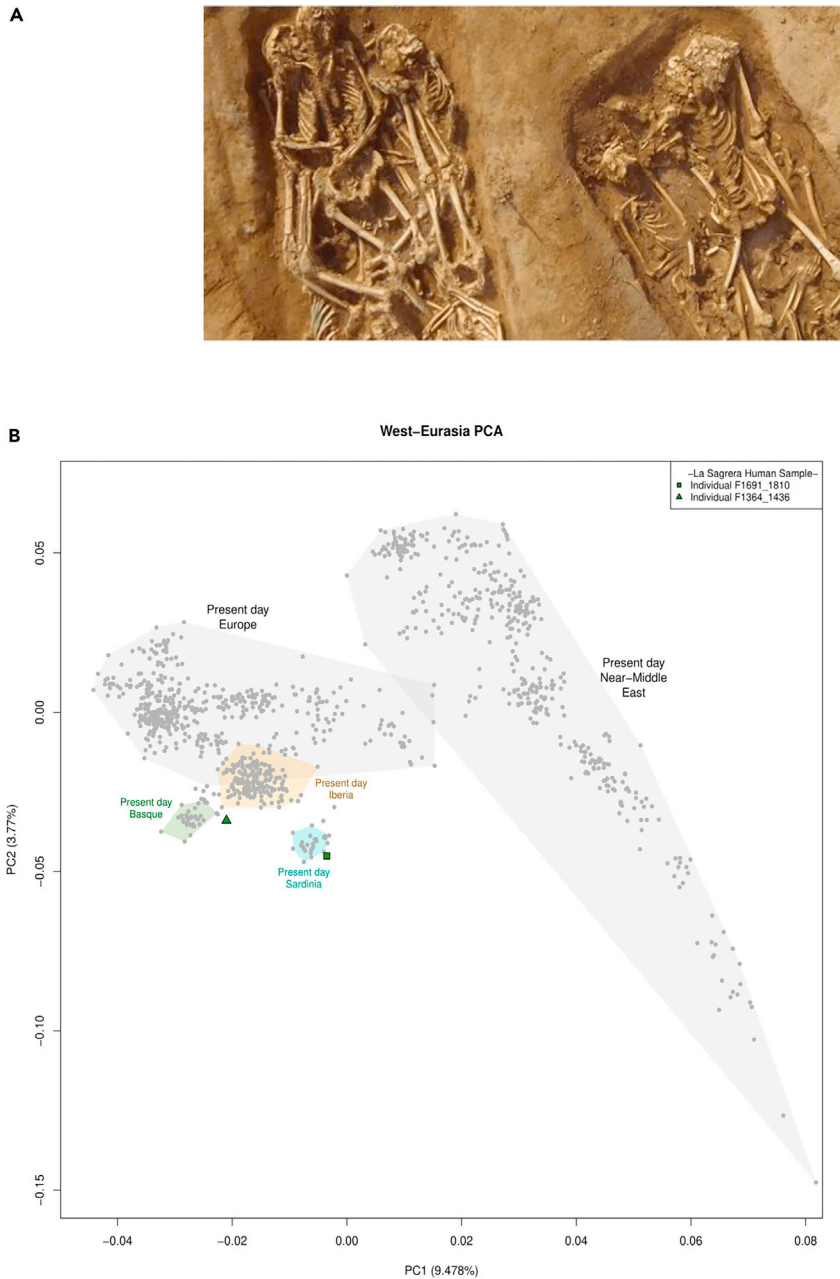 A
B
West–Eurasia PCA
–La Sagrera Human Sample–
Individual F1691_1810
Individual F1364_1436
Present day
Europe
Present day
Near–Middle
East
Present day
Iberia
Present day
Basque
Present day
Sardinia
PC2 (3.77%)
0.05
0.00
−0.05
−0.10
−0.15
−0.04
−0.02
0.00
0.02
0.04
0.06
0.08
PC1 (9.478%)